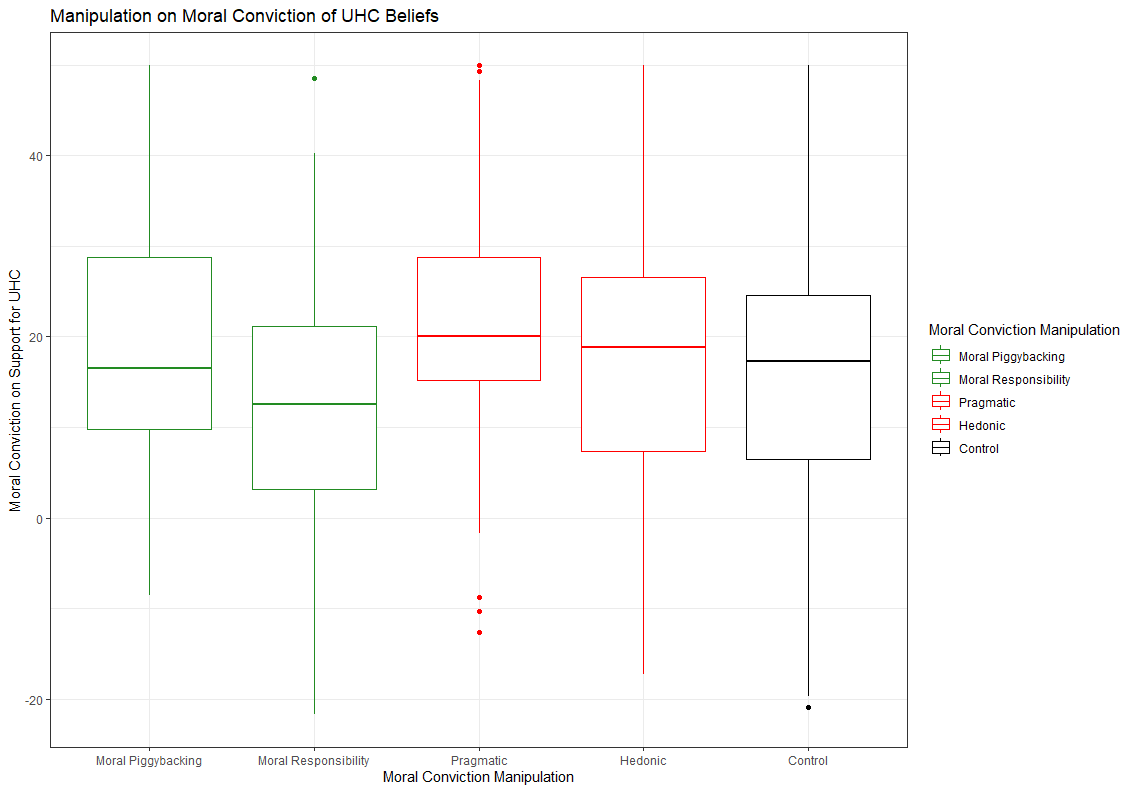 Manipulation on Moral Conviction of UHC Beliefs
Moral Conviction on Support for UHC
40
20
0
-20
Moral Piggybacking
Moral Responsibility
Pragmatic
Hedonic
Control
Moral Conviction Manipulation
Moral Conviction Manipulation
Moral Piggybacking
Moral Responsibility
Pragmatic
Hedonic
Control